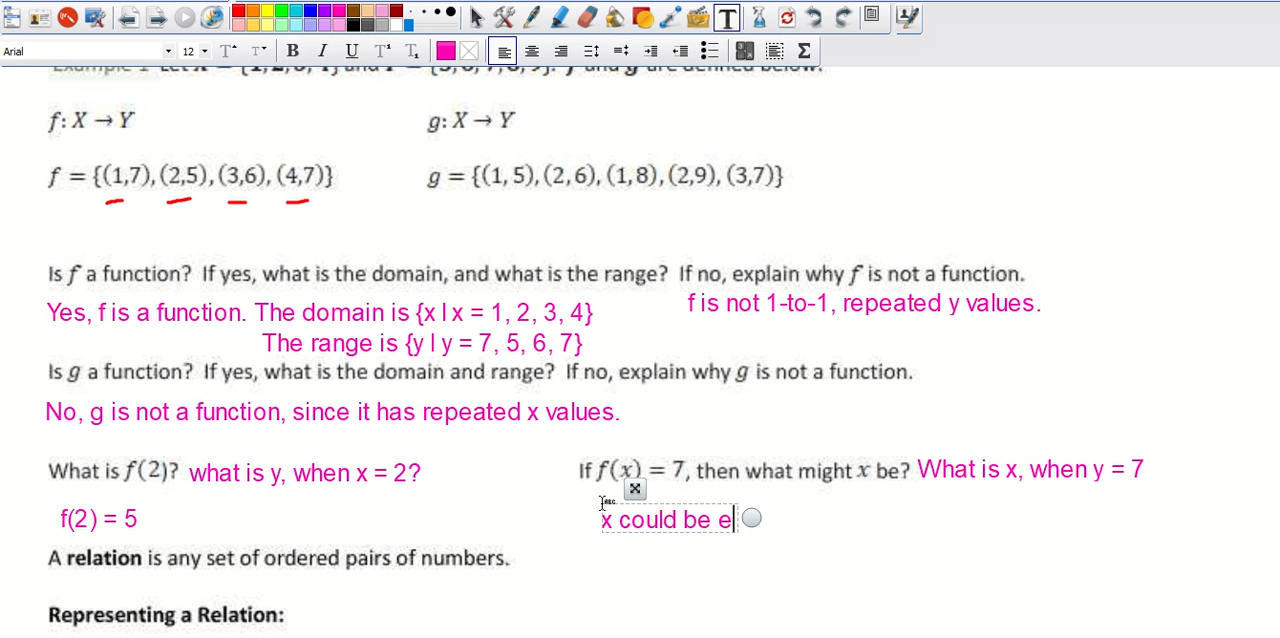 Arial 12 B I U T T
f: X → Y g: X → Y
f = {(1,7), (2,5), (3,6), (4,7)} g = {(1, 5), (2, 6), (1, 8), (2,9), (3,7)}
Is f a function? If yes, what is the domain, and what is the range? If no, explain why f is not a function.
Yes, f is a function. The domain is {x l x = 1, 2, 3, 4} f is not 1-to-1, repeated y values.
The range is {y l y = 7, 5, 6, 7}
Is g a function? If yes, what is the domain and range? If no, explain why g is not a function.
No, g is not a function, since it has repeated x values.
What is f(2)? what is y, when x = 2? If f(x) = 7, then what might x be? What is x, when y = 7
f(2) = 5 x could be e
A relation is any set of ordered pairs of numbers.
Representing a Relation: